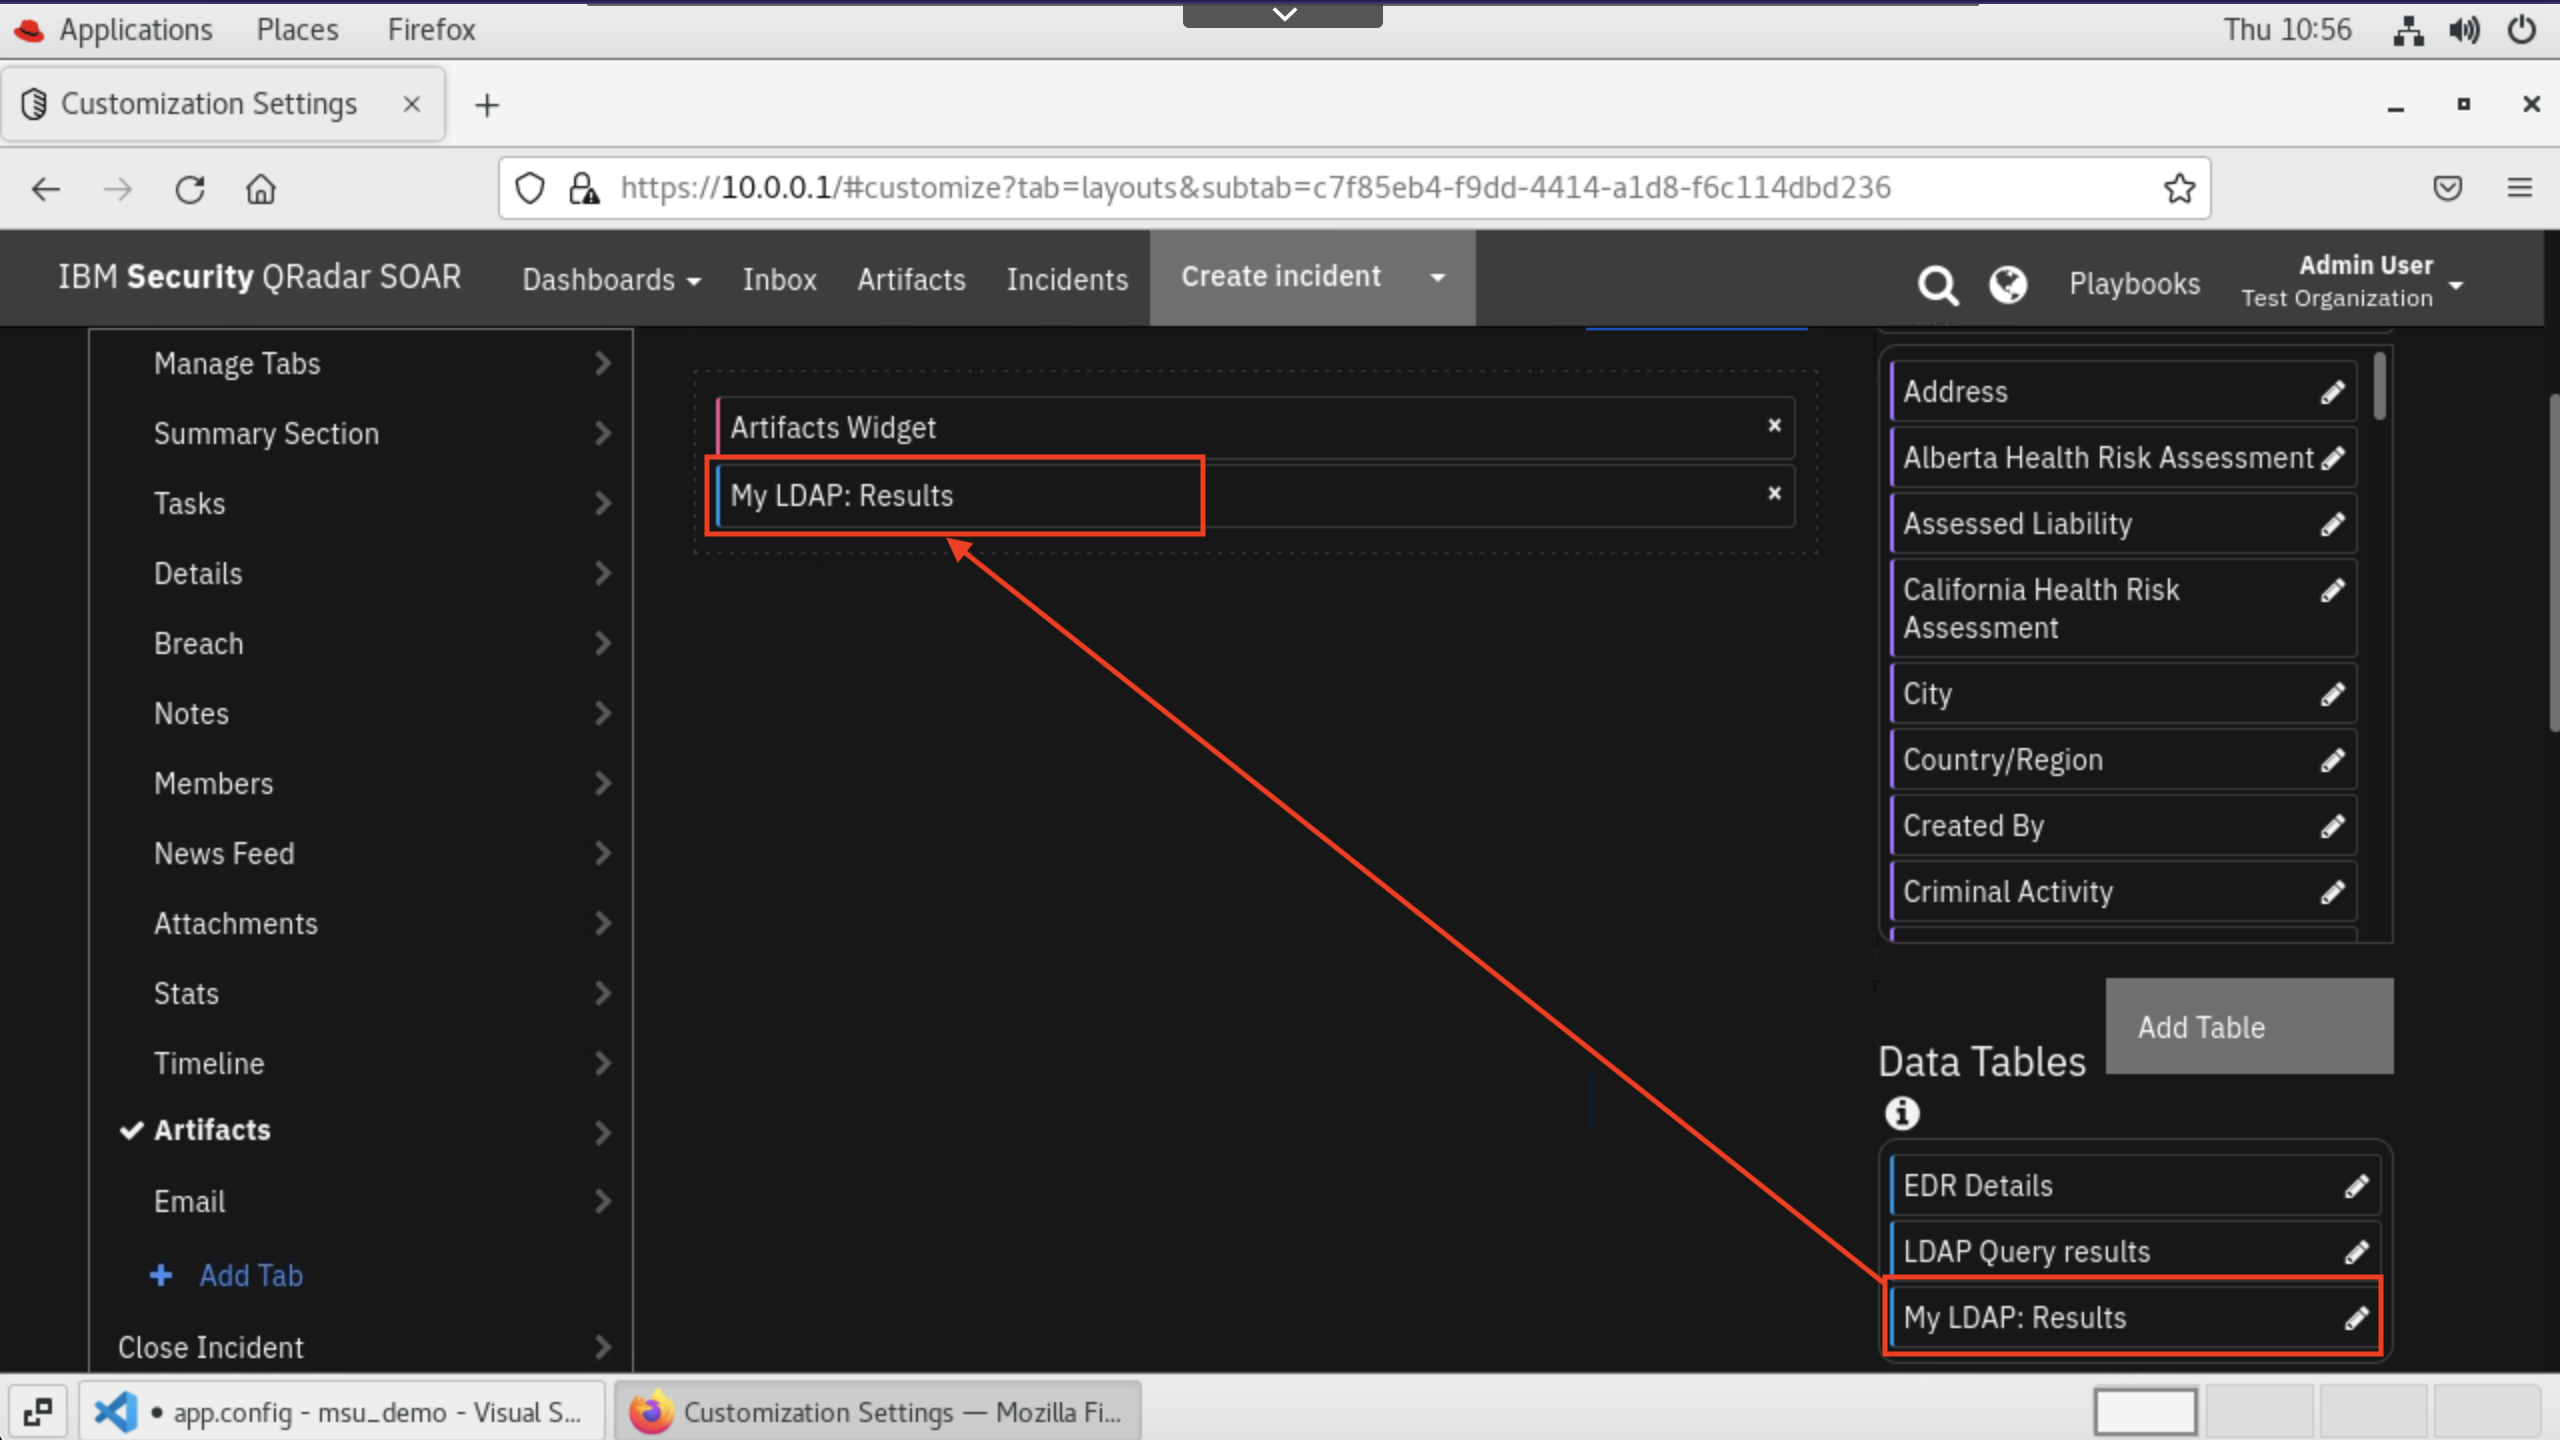 Applications Places Firefox Thu 10:56
Customization Settings
https://10.0.0.1/#customize?tab=layouts&subtab=c7f85eb4-f9dd-4414-a1d8-f6c114dbd236
IBM Security QRadar SOAR Dashboards Inbox Artifacts Incidents Create incident Playbooks Admin User
Test Organization
Manage Tabs
Summary Section
Tasks
Details
Breach
Notes
Members
News Feed
Attachments
Stats
Timeline
Artifacts
Email
+ Add Tab
Close Incident
Artifacts Widget
My LDAP: Results
Address
Alberta Health Risk Assessment
Assessed Liability
California Health Risk
Assessment
City
Country/Region
Created By
Criminal Activity
Add Table
Data Tables
EDR Details
LDAP Query results
My LDAP: Results
• app.config - msu_demo - Visual S...
Customization Settings — Mozilla Fi...